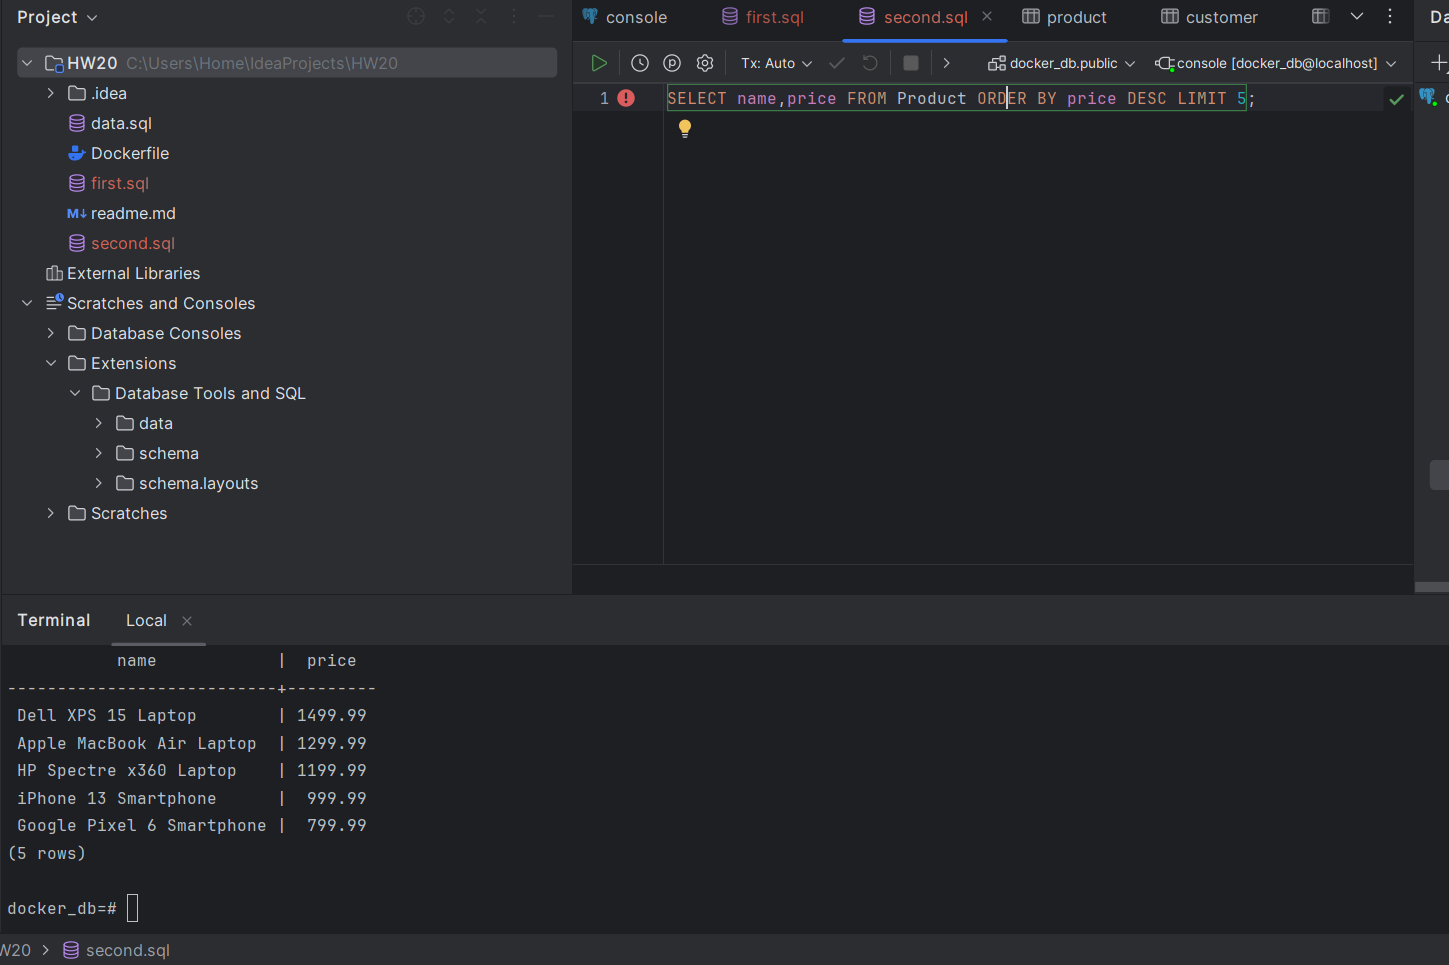 Project
HW20 C:\Users\Home\IdeaProjects\HW20
.idea
data.sql
Dockerfile
first.sql
M↓ readme.md
second.sql
External Libraries
Scratches and Consoles
Database Consoles
Extensions
Database Tools and SQL
data
schema
schema.layouts
Scratches
console first.sql second.sql product customer
Tx: Auto docker_db.public console [docker_db@localhost]
1 SELECT name,price FROM Product ORDER BY price DESC LIMIT 5;
Da
Terminal Local
name | price
---------------------------+---------
Dell XPS 15 Laptop | 1499.99
Apple MacBook Air Laptop | 1299.99
HP Spectre x360 Laptop | 1199.99
iPhone 13 Smartphone | 999.99
Google Pixel 6 Smartphone | 799.99
(5 rows)
docker_db=#
W20 > second.sql